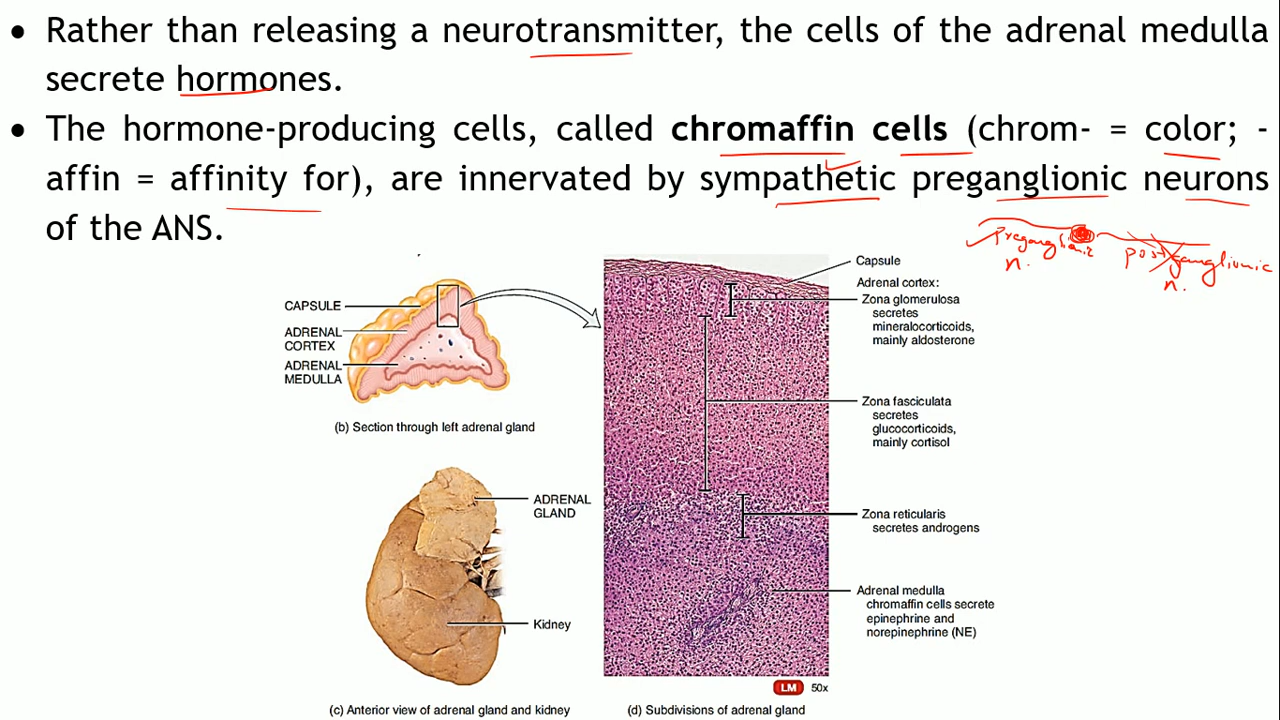 • Rather than releasing a neurotransmitter, the cells of the adrenal medulla
secrete hormones.
• The hormone-producing cells, called chromaffin cells (chrom- = color; -
affin = affinity for), are innervated by sympathetic preganglionic neurons
of the ANS.
Preganglionic
n.
postganglionic
n.
CAPSULE
ADRENAL
CORTEX
ADRENAL
MEDULLA
(b) Section through left adrenal gland
ADRENAL
GLAND
Kidney
(c) Anterior view of adrenal gland and kidney
Capsule
Adrenal cortex:
Zona glomerulosa
secretes
mineralocorticoids,
mainly aldosterone
Zona fasciculata
secretes
glucocorticoids,
mainly cortisol
Zona reticularis
secretes androgens
Adrenal medulla
chromaffin cells secrete
epinephrine and
norepinephrine (NE)
LM 50x
(d) Subdivisions of adrenal gland